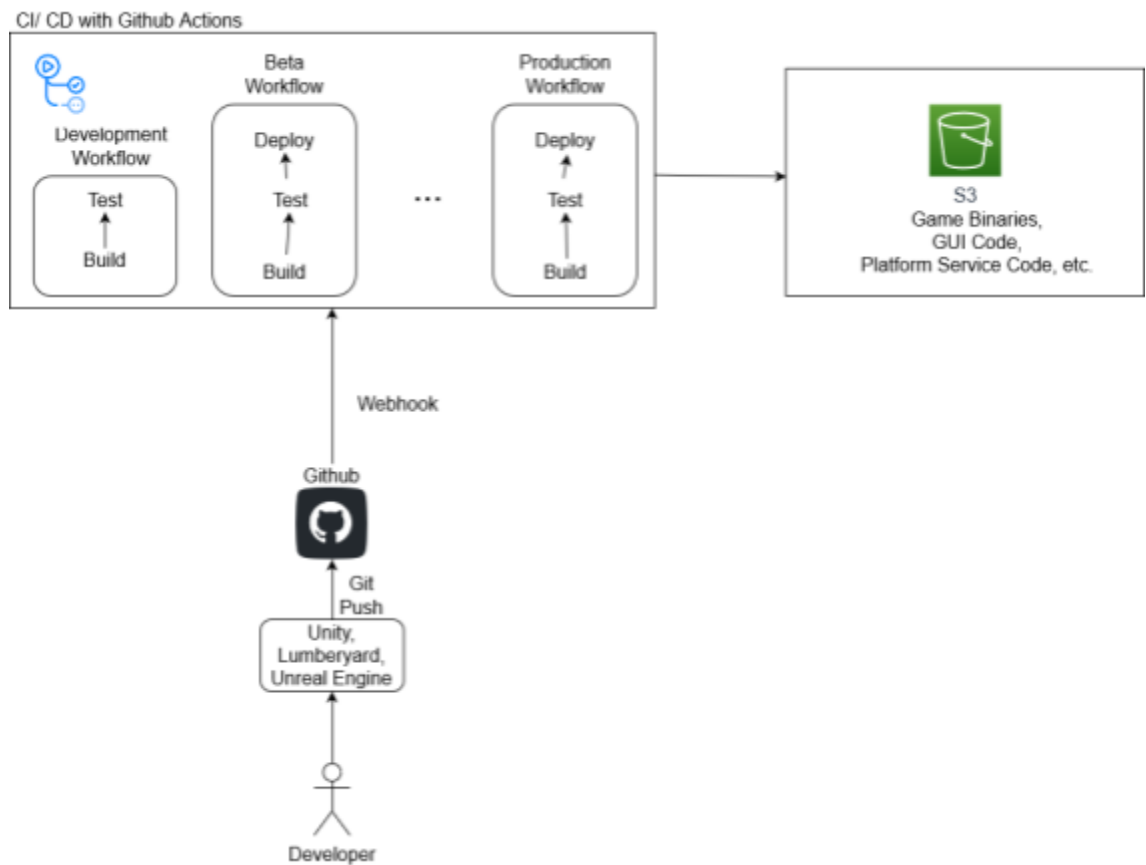 CI/ CD with Github Actions
Development
Workflow
Test
Build
Beta
Workflow
Deploy
Test
Build
...
Production
Workflow
Deploy
Test
Build
S3
Game Binaries,
GUI Code,
Platform Service Code, etc.
Webhook
Github
Git
Push
Unity,
Lumberyard,
Unreal Engine
Developer